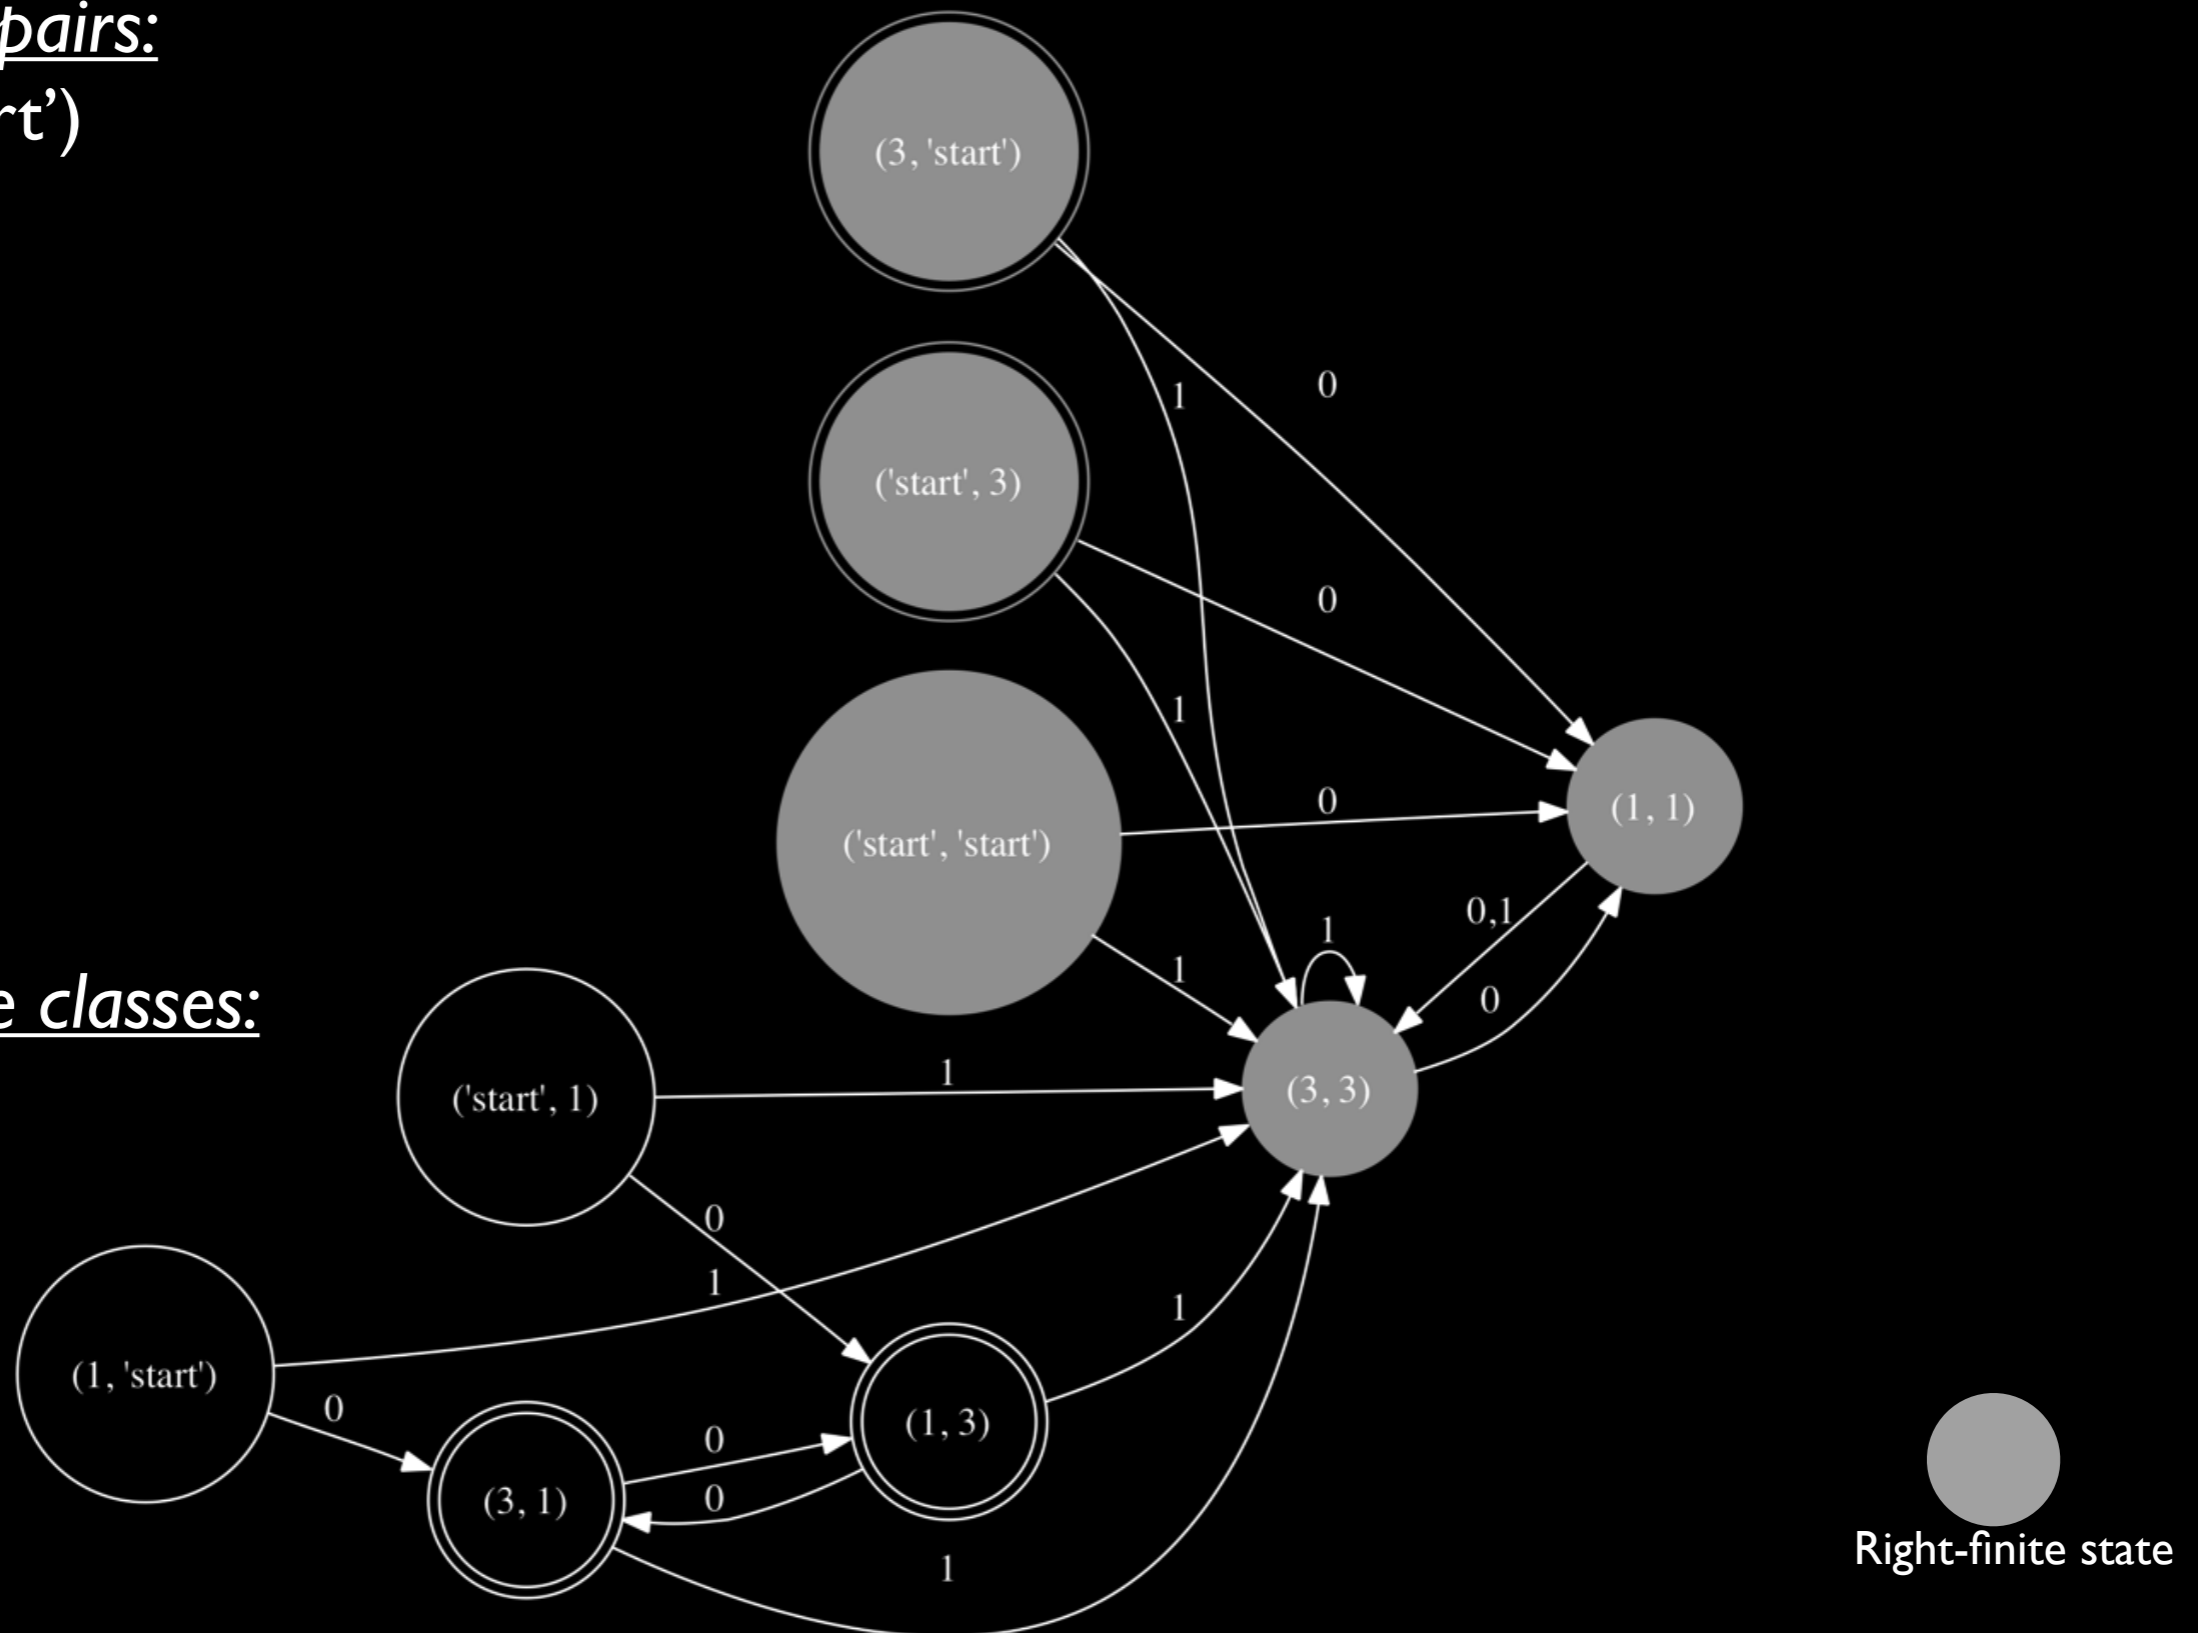 pairs:
rt’)
(3, 'start')
1
0
('start', 3)
0
1
('start', 'start')
0
(1, 1)
1
1
0,1
0
e classes:
('start', 1)
1
(3, 3)
0
1
(1, 'start')
0
1
(3, 1)
0
(1, 3)
0
1
Right-finite state